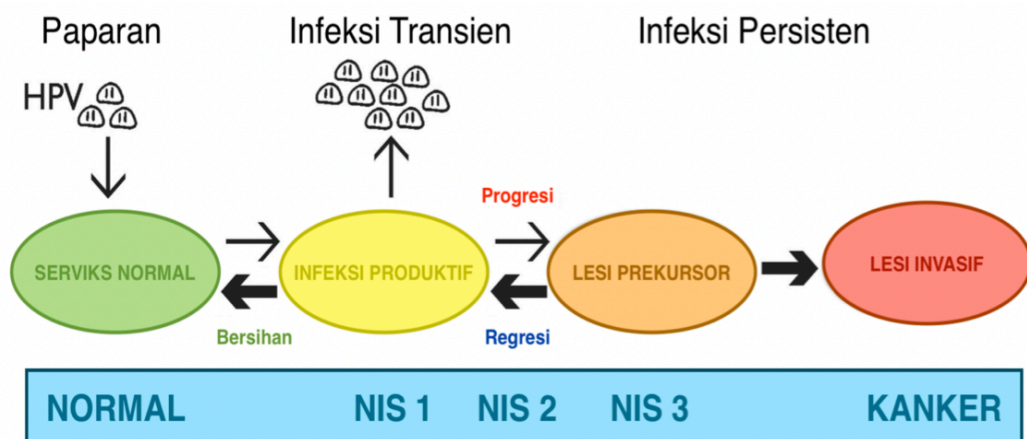 Paparan
Infeksi Transien
Infeksi Persisten
HPV
Progresi
SERVIKS NORMAL
INFEKSI PRODUKTIF
LESI PREKURSOR
LESI INVASIF
Bersihan
Regresi
NORMAL
NIS 1
NIS 2
NIS 3
KANKER